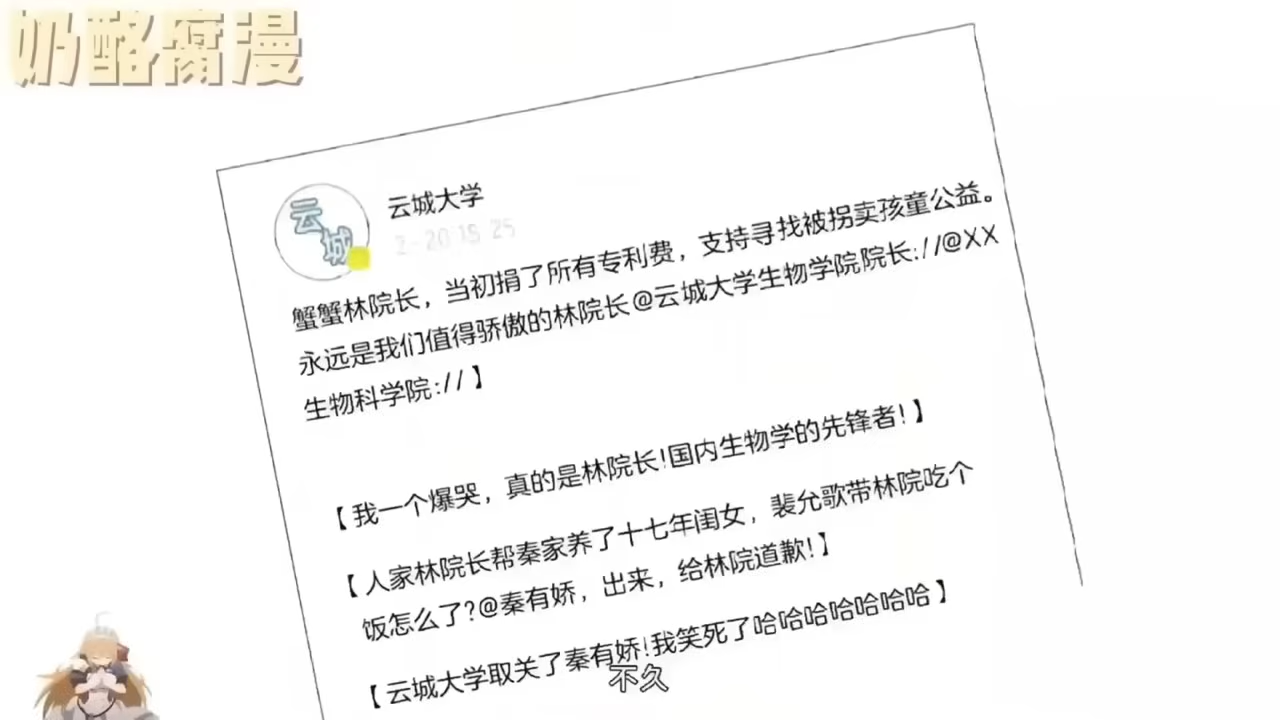 奶酪腐漫
云城
云城大学
2-20 15 25
蟹蟹林院长，当初捐了所有专利费，支持寻找被拐卖孩童公益。
永远是我们值得骄傲的林院长@云城大学生物学院院长://@XX
生物科学院://】
【我一个爆哭，真的是林院长!国内生物学的先锋者!】
【人家林院长帮秦家养了十七年闺女，裴允歌带林院吃个
饭怎么了?@秦有娇，出来，给林院道歉!】
【云城大学取关了秦有娇!我笑死了哈哈哈哈哈哈哈】
不久